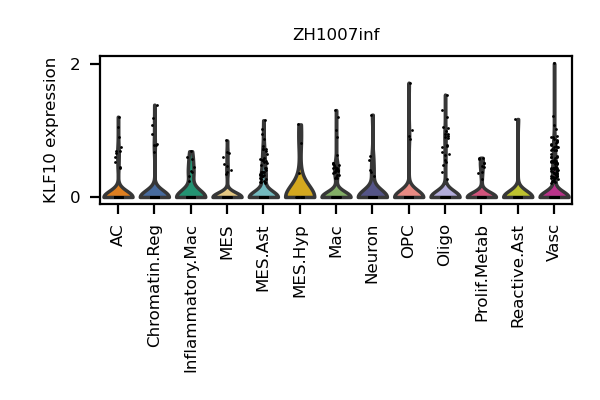 ZH1007inf
KLF10 expression
2
0
AC
Chromatin.Reg
Inflammatory.Mac
MES
MES.Ast
MES.Hyp
Mac
Neuron
OPC
Oligo
Prolif.Metab
Reactive.Ast
Vasc